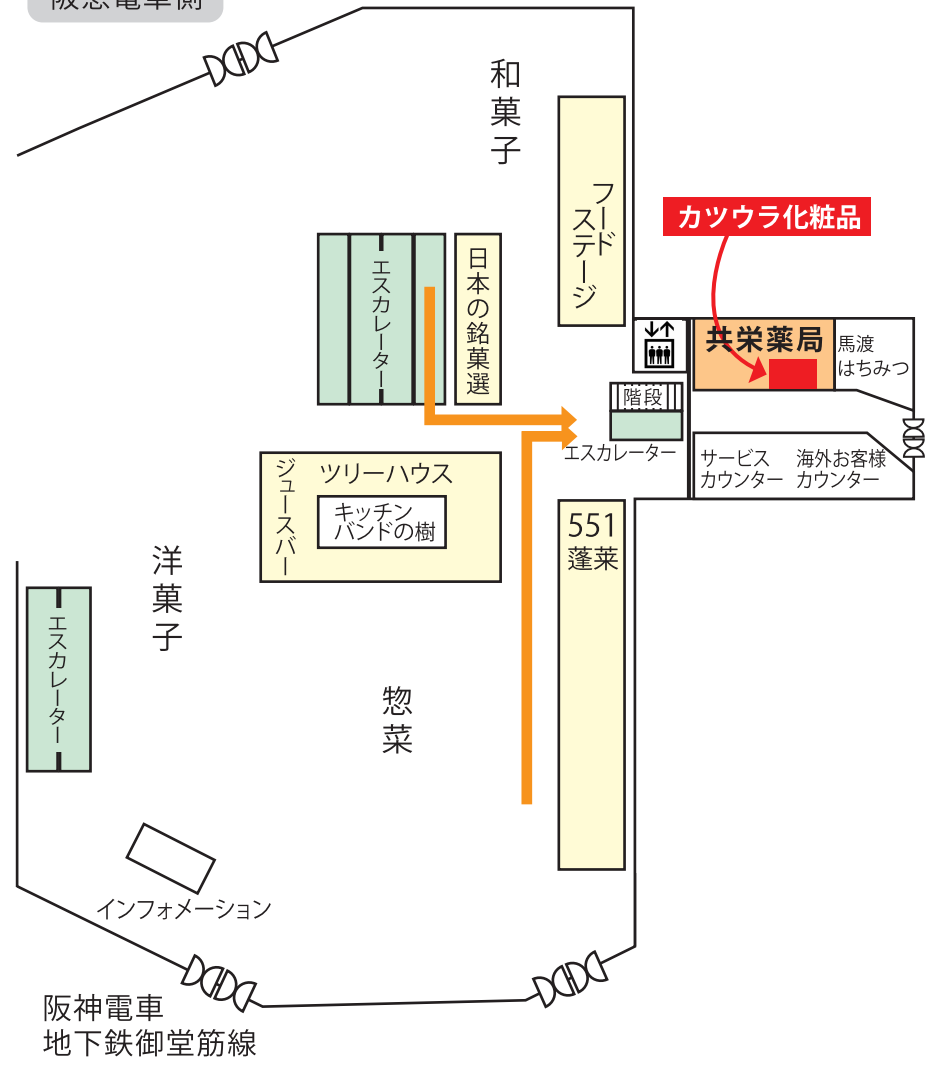 阪急電車側
和菓子
フード
ステージ
カツウラ化粧品
エスカレーター
日本の銘菓選
共栄薬局
馬渡
はちみつ
階段
エスカレーター
サービス
カウンター
海外お客様
カウンター
ジュースバー
ツリーハウス
キッチン
バンドの樹
551
蓬莱
洋菓子
エスカレーター
惣菜
インフォメーション
阪神電車
地下鉄御堂筋線